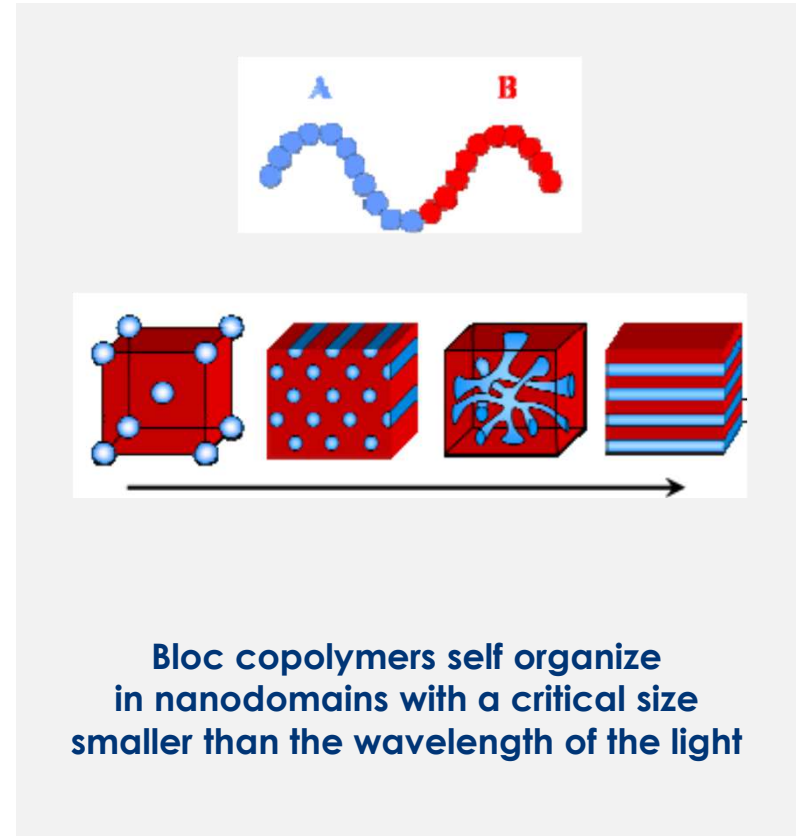 A B
Bloc copolymers self organize
in nanodomains with a critical size
smaller than the wavelength of the light